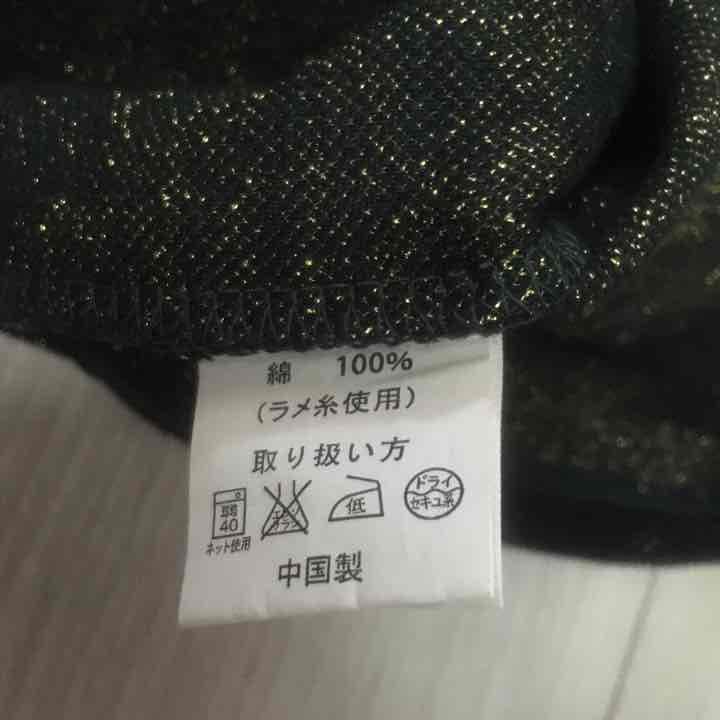 綿 100%
(ラメ糸使用)
取り扱い方
弱
40
ネット使用
エンソ
サラシ
低
ドライ
セキユ系
中国製